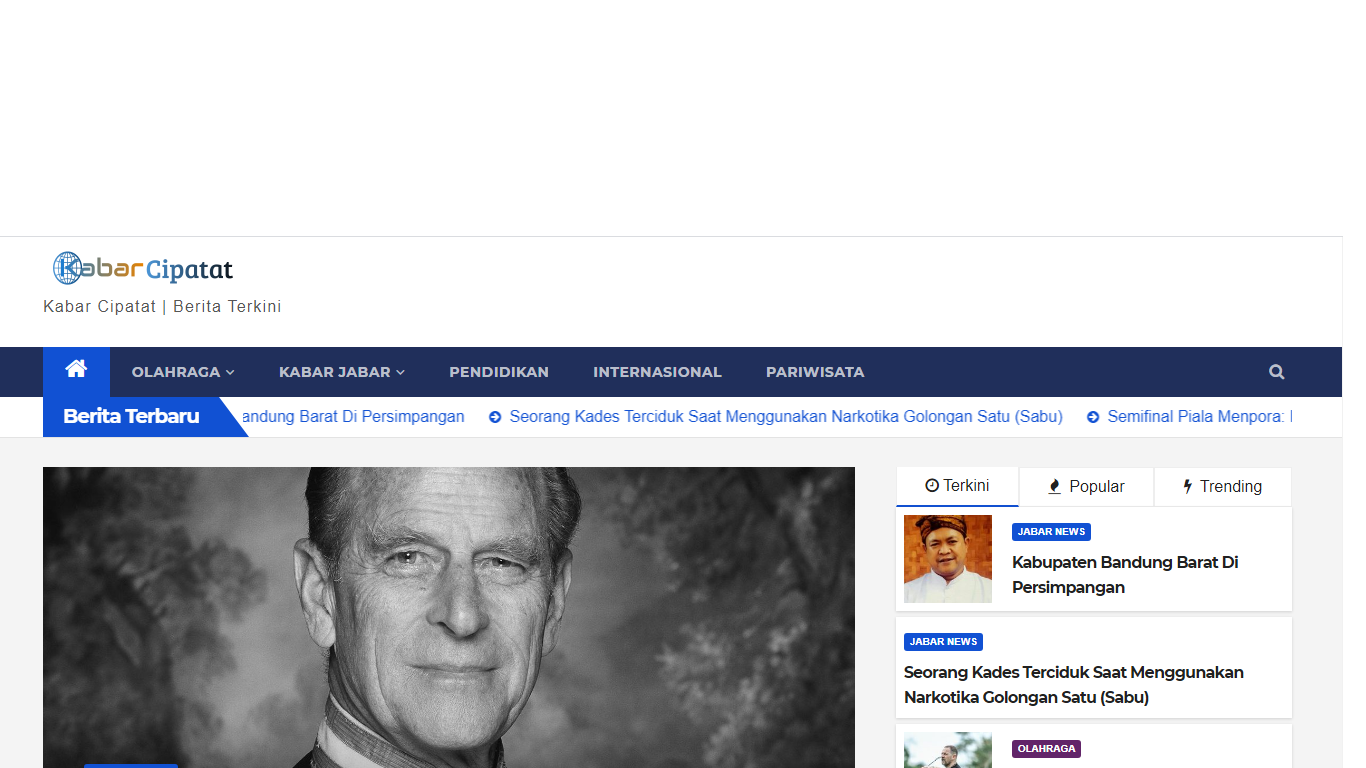 Kabar Cipatat
Kabar Cipatat | Berita Terkini
OLAHRAGA
KABAR JABAR
PENDIDIKAN
INTERNASIONAL
PARIWISATA
Berita Terbaru
andung Barat Di Persimpangan
Seorang Kades Terciduk Saat Menggunakan Narkotika Golongan Satu (Sabu)
Semifinal Piala Menpora:
Terkini
Popular
Trending
JABAR NEWS
Kabupaten Bandung Barat Di
Persimpangan
JABAR NEWS
Seorang Kades Terciduk Saat Menggunakan
Narkotika Golongan Satu (Sabu)
OLAHRAGA